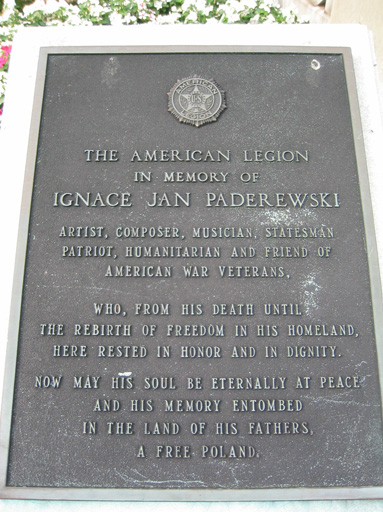 THE AMERICAN LEGION
IN MEMORY OF
IGNACE JAN PADEREWSKI
ARTIST, COMPOSER, MUSICIAN, STATESMAN
PATRIOT, HUMANITARIAN AND FRIEND OF
AMERICAN WAR VETERANS,
WHO, FROM HIS DEATH UNTIL
THE REBIRTH OF FREEDOM IN HIS HOMELAND,
HERE RESTED IN HONOR AND IN DIGNITY.
NOW MAY HIS SOUL BE ETERNALLY AT PEACE
AND HIS MEMORY ENTOMBED
IN THE LAND OF HIS FATHERS,
A FREE POLAND.